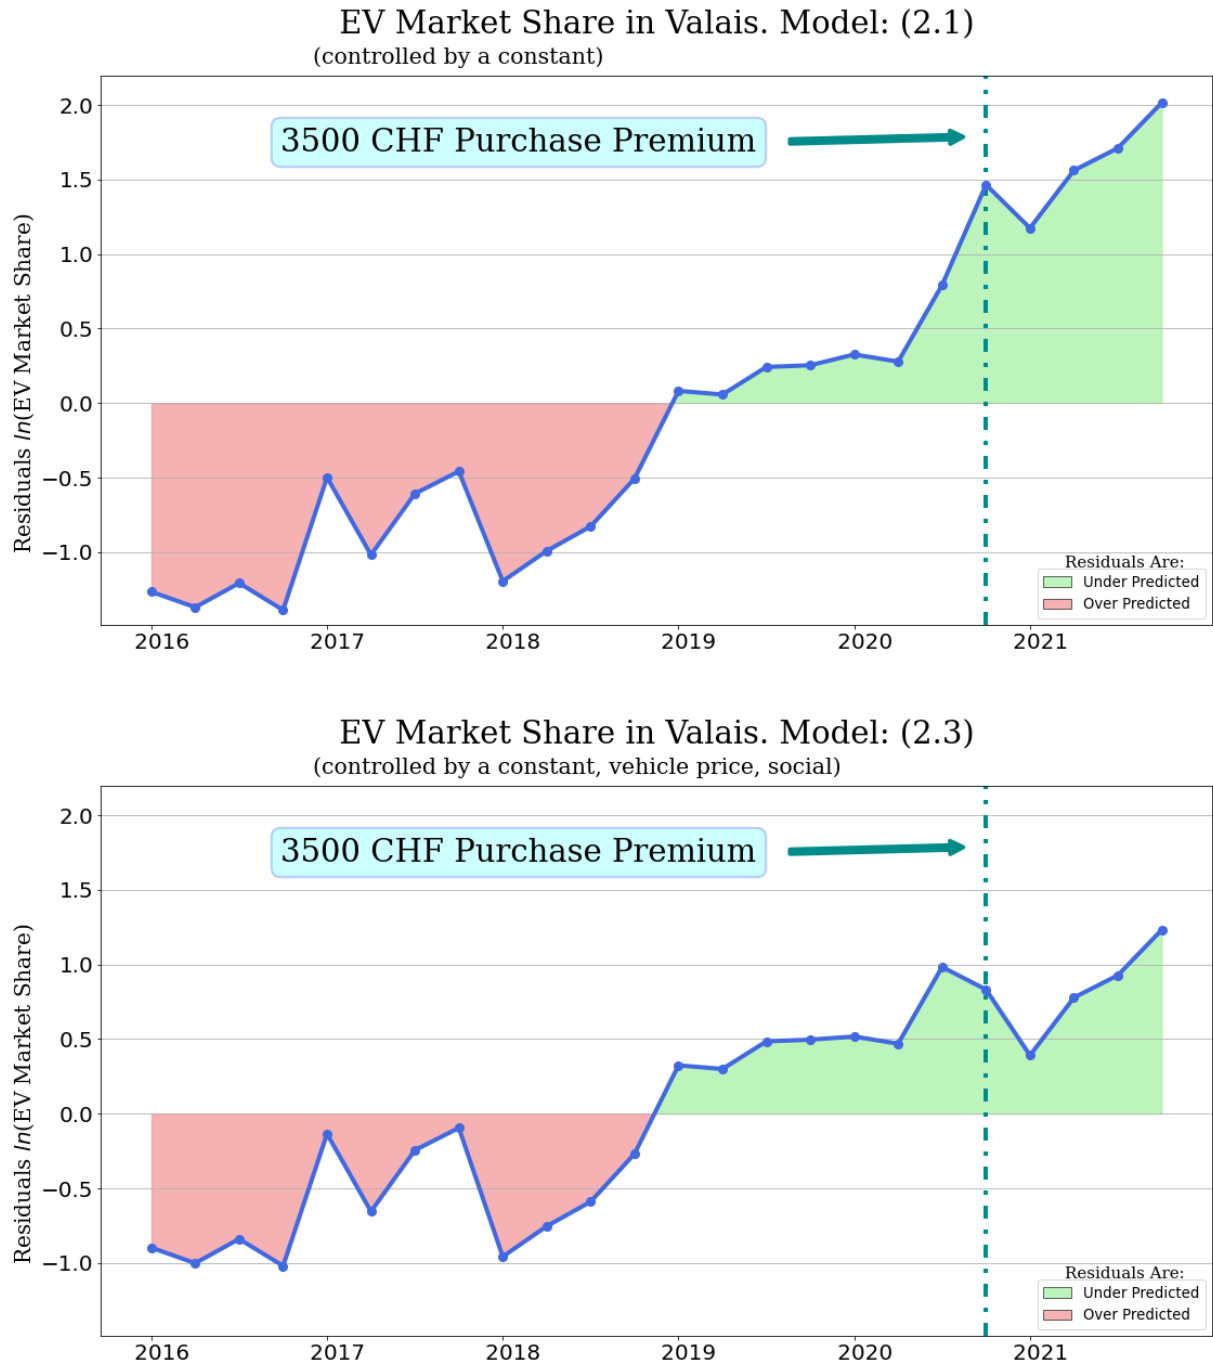 EV Market Share in Valais. Model: (2.1)
(controlled by a constant)
3500 CHF Purchase Premium
Residuals ln(EV Market Share)
2.0
1.5
1.0
0.5
0.0
−0.5
−1.0
2016 2017 2018 2019 2020 2021
Residuals Are:
Under Predicted
Over Predicted
EV Market Share in Valais. Model: (2.3)
(controlled by a constant, vehicle price, social)
3500 CHF Purchase Premium
Residuals ln(EV Market Share)
2.0
1.5
1.0
0.5
0.0
−0.5
−1.0
2016 2017 2018 2019 2020 2021
Residuals Are:
Under Predicted
Over Predicted